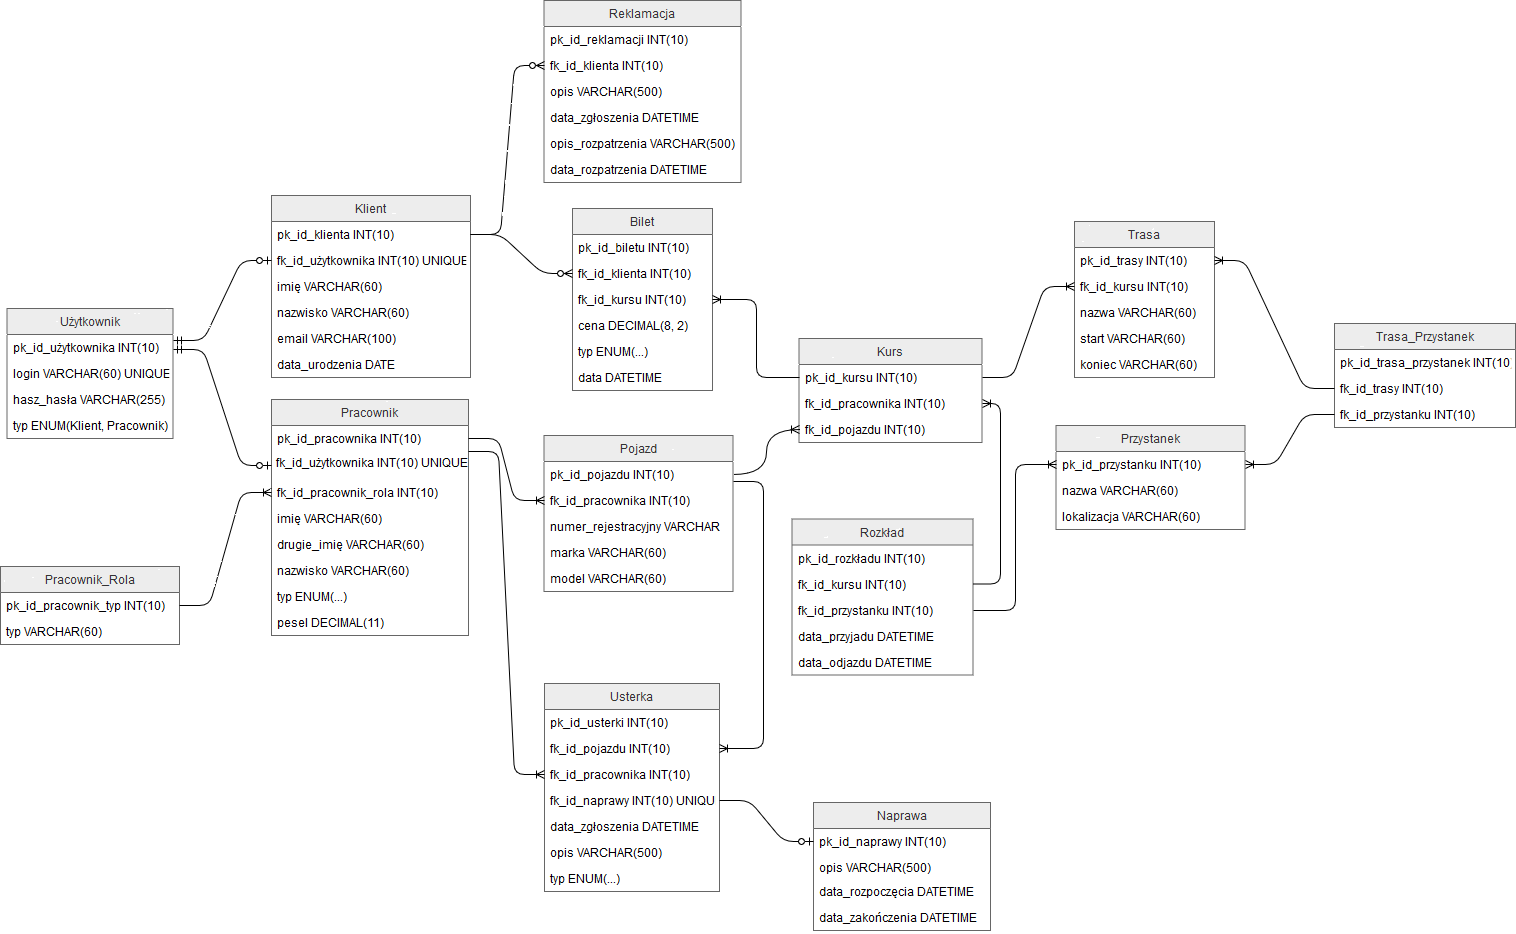 Reklamacja
pk_id_reklamacji INT(10)
fk_id_klienta INT(10)
opis VARCHAR(500)
data_zgłoszenia DATETIME
opis_rozpatrzenia VARCHAR(500)
data_rozpatrzenia DATETIME
Klient
pk_id_klienta INT(10)
fk_id_użytkownika INT(10) UNIQUE
imię VARCHAR(60)
nazwisko VARCHAR(60)
email VARCHAR(100)
data_urodzenia DATE
Bilet
pk_id_biletu INT(10)
fk_id_klienta INT(10)
fk_id_kursu INT(10)
cena DECIMAL(8, 2)
typ ENUM(...)
data DATETIME
Trasa
pk_id_trasy INT(10)
fk_id_kursu INT(10)
nazwa VARCHAR(60)
start VARCHAR(60)
koniec VARCHAR(60)
Użytkownik
pk_id_użytkownika INT(10)
login VARCHAR(60) UNIQUE
hasz_hasła VARCHAR(255)
typ ENUM(Klient, Pracownik)
Kurs
pk_id_kursu INT(10)
fk_id_pracownika INT(10)
fk_id_pojazdu INT(10)
Trasa_Przystanek
pk_id_trasa_przystanek INT(10
fk_id_trasy INT(10)
fk_id_przystanku INT(10)
Pracownik
pk_id_pracownika INT(10)
fk_id_użytkownika INT(10) UNIQUE
fk_id_pracownik_rola INT(10)
imię VARCHAR(60)
drugie_imię VARCHAR(60)
nazwisko VARCHAR(60)
typ ENUM(...)
pesel DECIMAL(11)
Pojazd
pk_id_pojazdu INT(10)
fk_id_pracownika INT(10)
numer_rejestracyjny VARCHAR
marka VARCHAR(60)
model VARCHAR(60)
Przystanek
pk_id_przystanku INT(10)
nazwa VARCHAR(60)
lokalizacja VARCHAR(60)
Rozkład
pk_id_rozkładu INT(10)
fk_id_kursu INT(10)
fk_id_przystanku INT(10)
data_przyjadu DATETIME
data_odjazdu DATETIME
Pracownik_Rola
pk_id_pracownik_typ INT(10)
typ VARCHAR(60)
Usterka
pk_id_usterki INT(10)
fk_id_pojazdu INT(10)
fk_id_pracownika INT(10)
fk_id_naprawy INT(10) UNIQU
data_zgłoszenia DATETIME
opis VARCHAR(500)
typ ENUM(...)
Naprawa
pk_id_naprawy INT(10)
opis VARCHAR(500)
data_rozpoczęcia DATETIME
data_zakończenia DATETIME